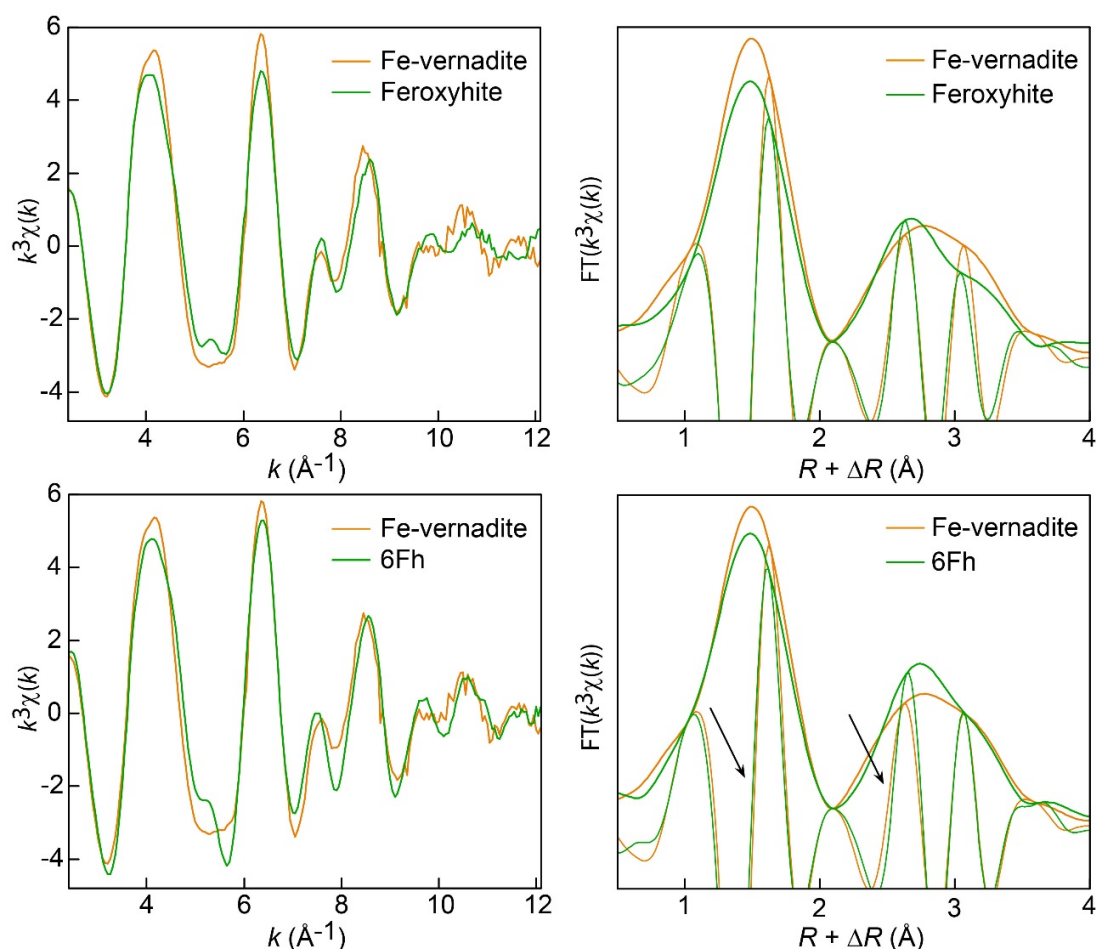 6
4
2
0
-2
-4
k³χ(k)
Fe-vernadite
Feroxyhite
4 6 8 10 12
k (Å⁻¹)
FT(k³χ(k))
Fe-vernadite
Feroxyhite
1 2 3 4
R + ΔR (Å)
6
4
2
0
-2
-4
k³χ(k)
Fe-vernadite
6Fh
4 6 8 10 12
k (Å⁻¹)
FT(k³χ(k))
Fe-vernadite
6Fh
1 2 3 4
R + ΔR (Å)